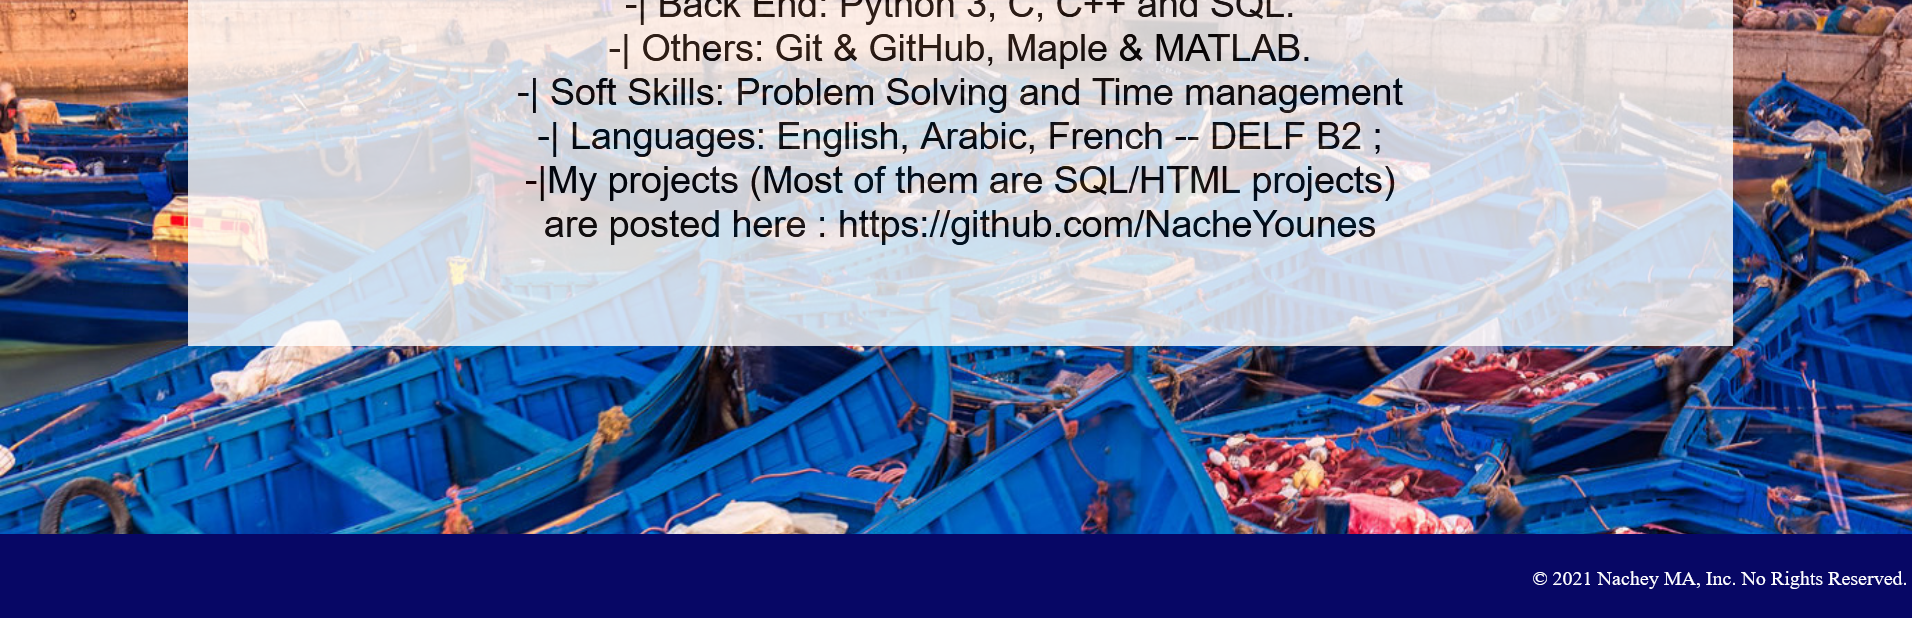 -| Back End: Python 3, C, C++ and SQL.
-| Others: Git & GitHub, Maple & MATLAB.
-| Soft Skills: Problem Solving and Time management
-| Languages: English, Arabic, French -- DELF B2 ;
-|My projects (Most of them are SQL/HTML projects)
are posted here : https://github.com/NacheYounes
© 2021 Nachey MA, Inc. No Rights Reserved.